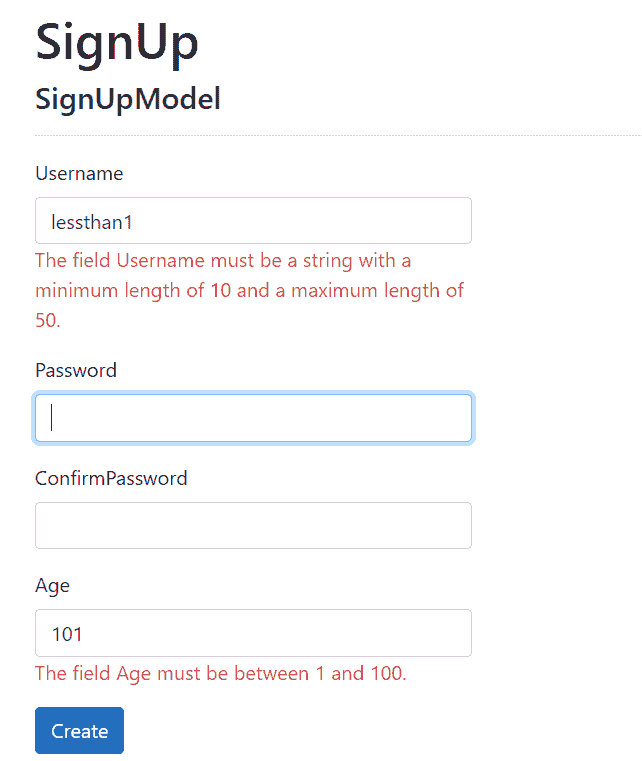 SignUp
SignUpModel
Username
lessthan1
The field Username must be a string with a
minimum length of 10 and a maximum length of
50.
Password
ConfirmPassword
Age
101
The field Age must be between 1 and 100.
Create